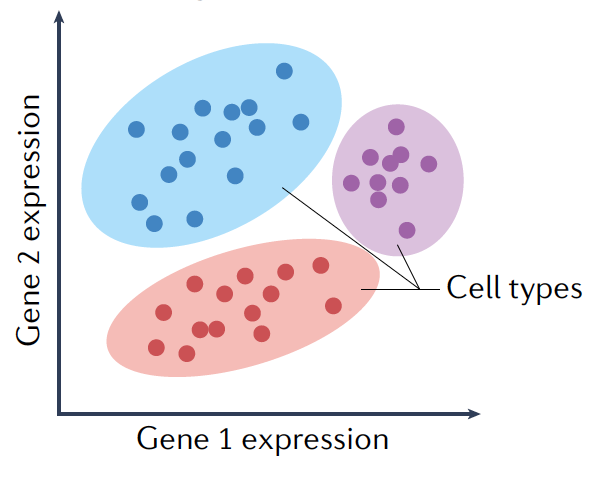 Gene 2 expression
Cell types
Gene 1 expression